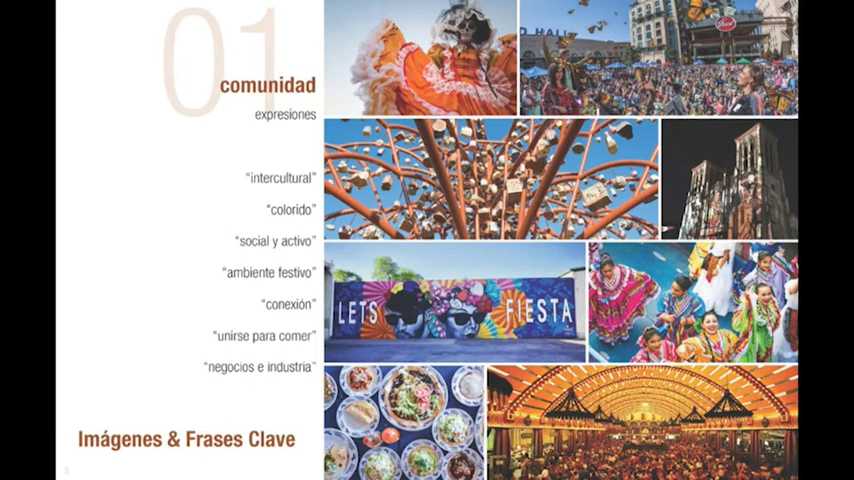 01
comunidad
expresiones
“intercultural”
“colorido”
“social y activo”
“ambiente festivo”
“conexión”
“unirse para comer”
“negocios e industria”
Imágenes & Frases Clave
5
LETS FIESTA